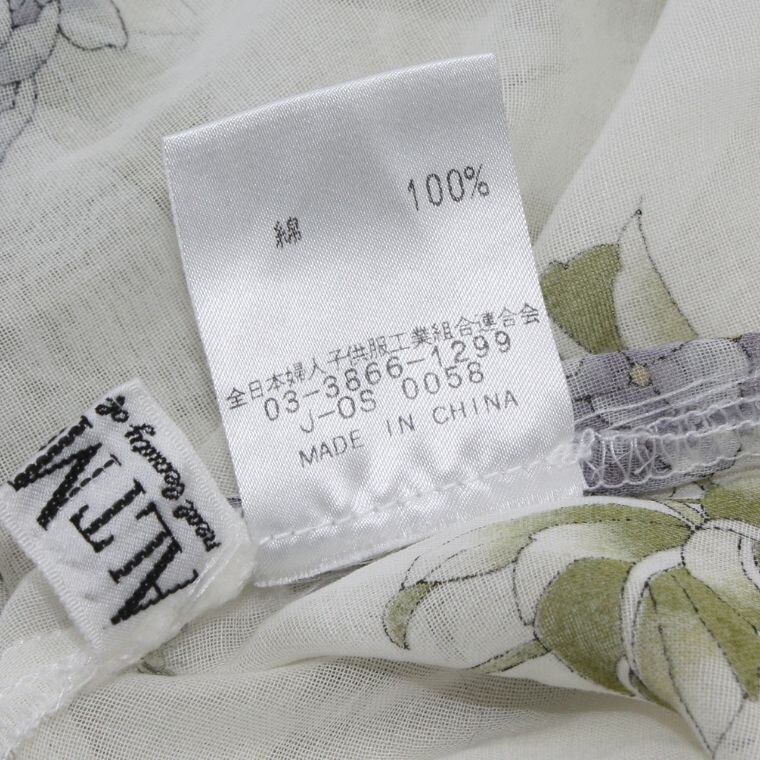 綿 100%
全日本婦人子供服工業組合連合会
03-3866-1299
J-OS 0058
MADE IN CHINA
ALTM